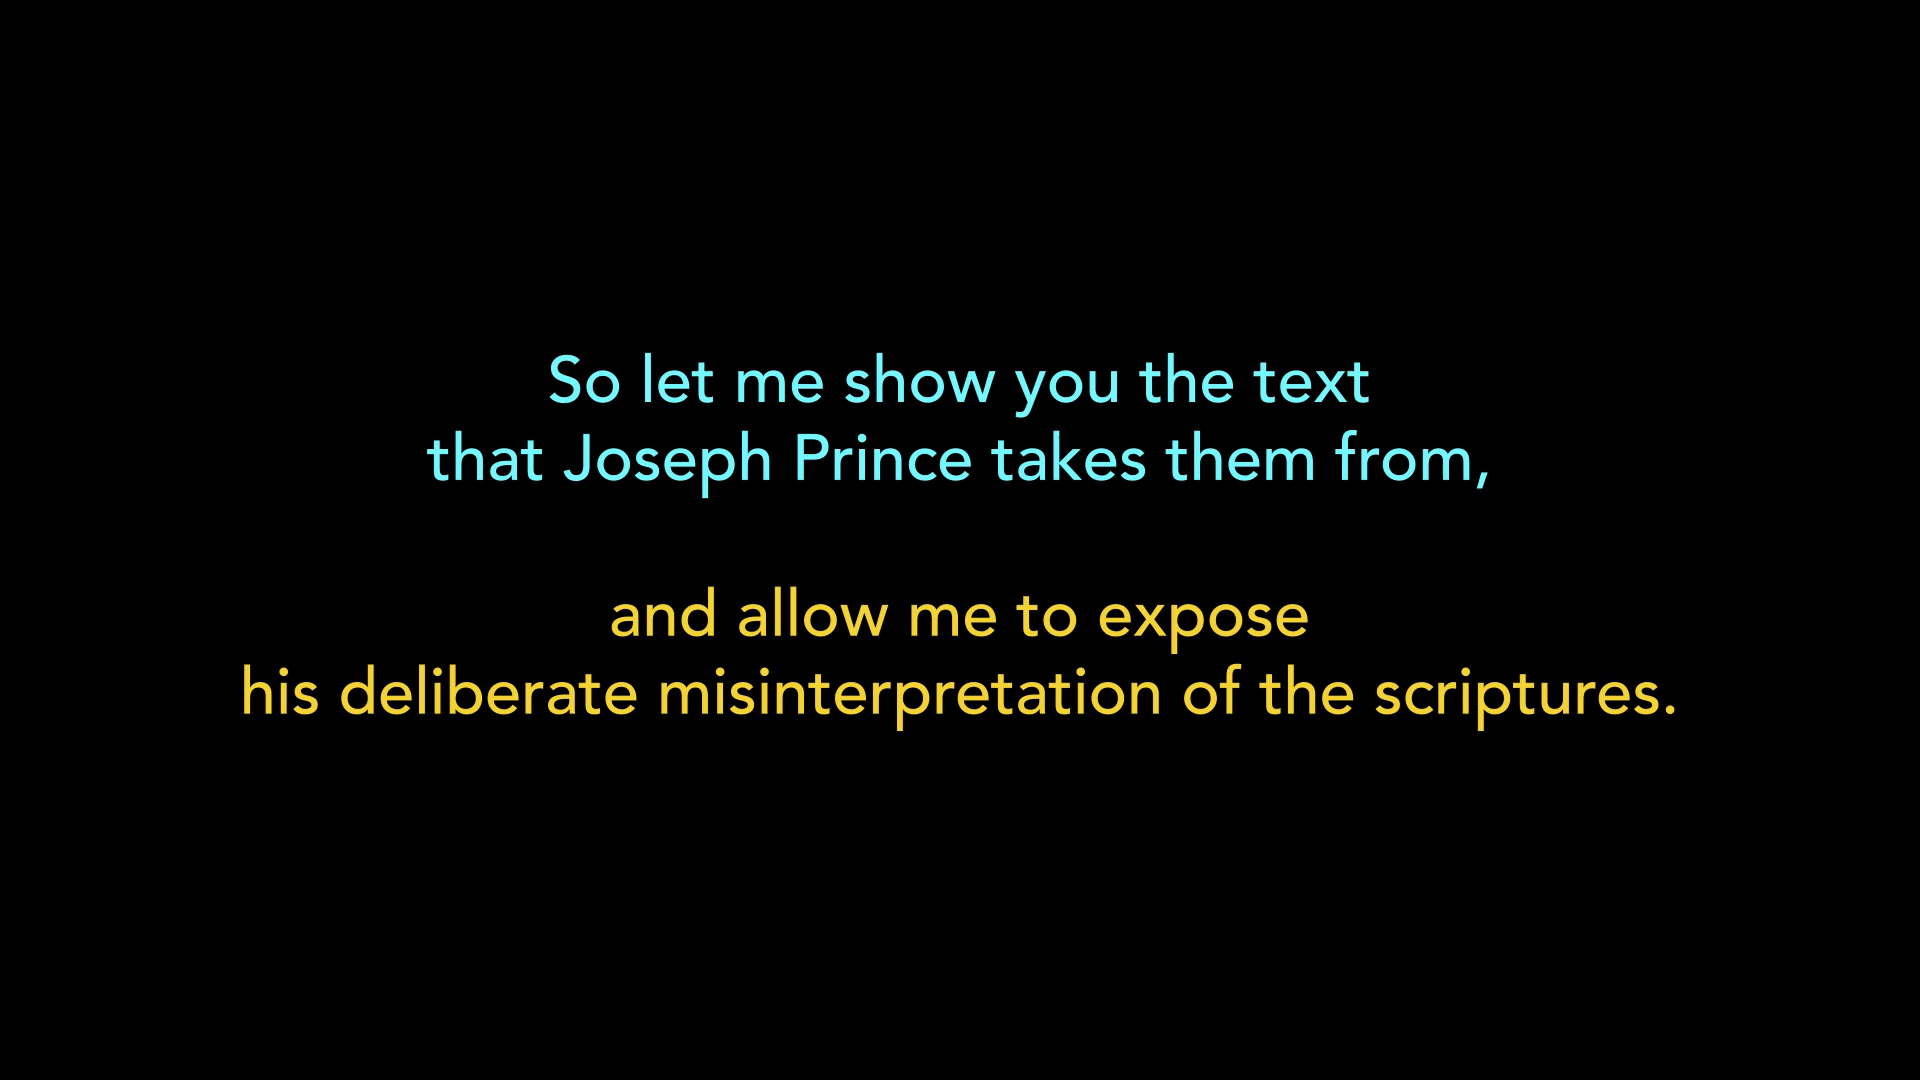 So let me show you the text
that Joseph Prince takes them from,
and allow me to expose
his deliberate misinterpretation of the scriptures.